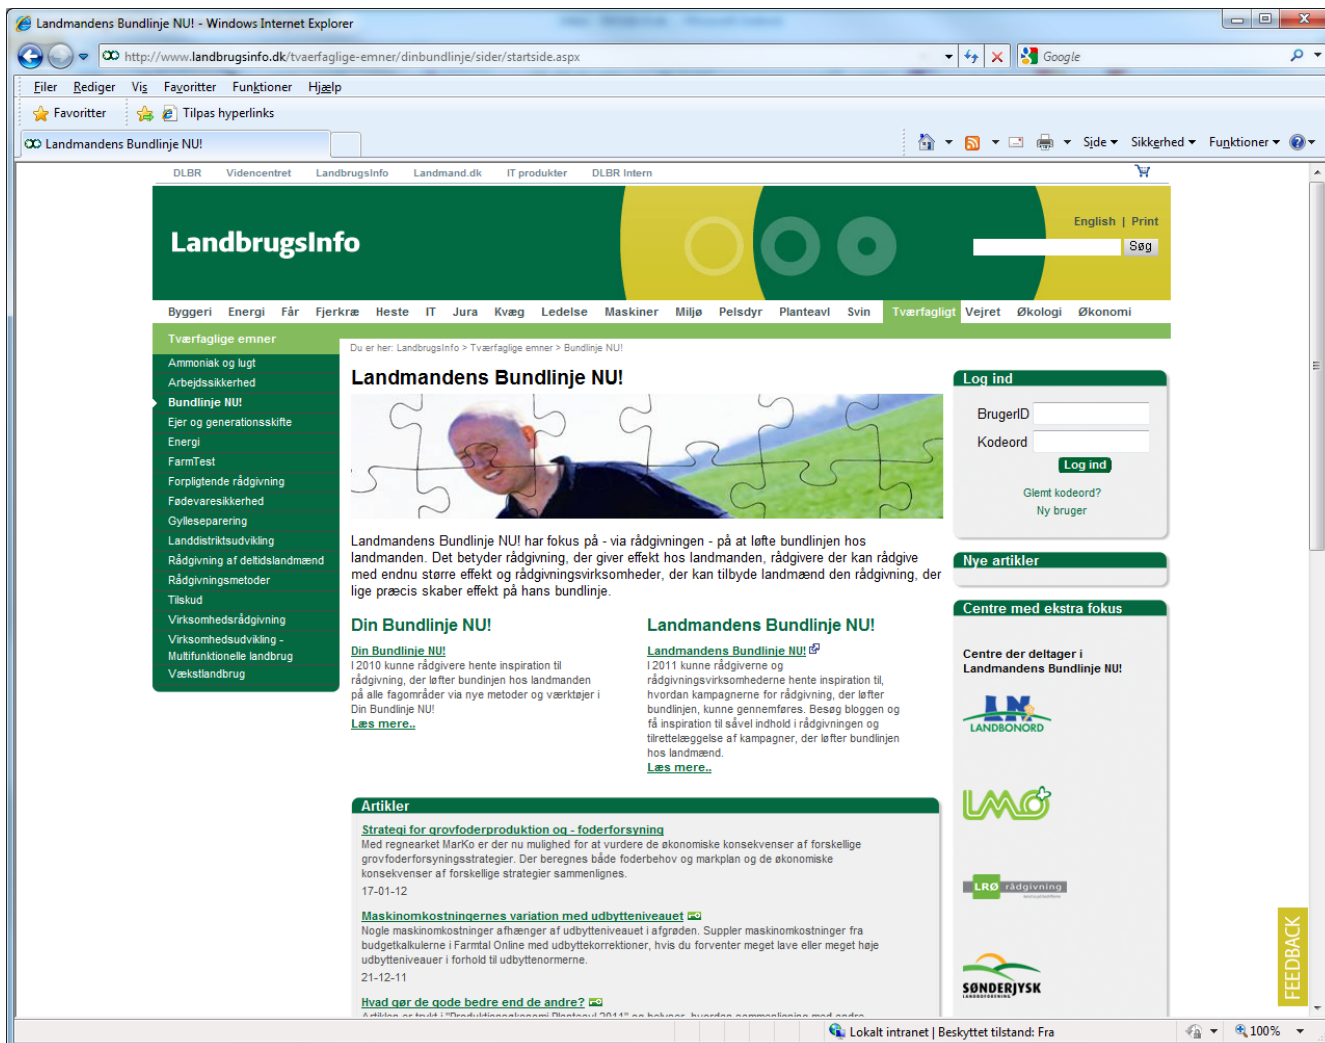 Landmandens Bundlinje NU! - Windows Internet Explorer
http://www.landbrugsinfo.dk/tvaerfaglige-emner/dinbundlinje/sider/startside.aspx
Google
Filer Rediger Vis Favoritter Funktioner Hjælp
Favoritter Tilpas hyperlinks
Landmandens Bundlinje NU!
Side Sikkerhed Funktioner
DLBR Videncentret LandbrugsInfo Landmand.dk IT produkter DLBR Intern
English | Print
LandbrugsInfo
Søg
Byggeri Energi Får Fjerkræ Heste IT Jura Kvæg Ledelse Maskiner Miljø Pelsdyr Planteavl Svin Tværfagligt Vejret Økologi Økonomi
Tværfaglige emner
Ammoniak og lugt
Arbejdssikkerhed
Bundlinje NU!
Ejer og generationsskifte
Energi
FarmTest
Forpligtende rådgivning
Fødevaresikkerhed
Gylleseparering
Landdistriktsudvikling
Rådgivning af deltidslandmænd
Rådgivningsmetoder
Tilskud
Virksomhedsrådgivning
Virksomhedsudvikling -
Multifunktionelle landbrug
Vækstlandbrug
Du er her: LandbrugsInfo > Tværfaglige emner > Bundlinje NU!
Landmandens Bundlinje NU!
Landmandens Bundlinje NU! har fokus på - via rådgivningen - på at løfte bundlinjen hos
landmanden. Det betyder rådgivning, der giver effekt hos landmanden, rådgivere der kan rådgive
med endnu større effekt og rådgivningsvirksomheder, der kan tilbyde landmænd den rådgivning, der
lige præcis skaber effekt på hans bundlinje.
Din Bundlinje NU!
Din Bundlinje NU!
I 2010 kunne rådgivere hente inspiration til
rådgivning, der løfter bundinjen hos landmanden
på alle fagområder via nye metoder og værktøjer i
Din Bundlinje NU!
Læs mere..
Landmandens Bundlinje NU!
Landmandens Bundlinje NU!
I 2011 kunne rådgiverne og
rådgivningsvirksomhederne hente inspiration til,
hvordan kampagnerne for rådgivning, der løfter
bundlinjen, kunne gennemføres. Besøg bloggen og
få inspiration til såvel indhold i rådgivningen og
tilrettelæggelse af kampagner, der løfter bundlinjen
hos landmænd.
Læs mere..
Artikler
Strategi for grovfoderproduktion og - foderforsyning
Med regnearket MarKo er der nu mulighed for at vurdere de økonomiske konsekvenser af forskellige
grovfoderforsyningsstrategier. Der beregnes både foderbehov og markplan og de økonomiske
konsekvenser af forskellige strategier sammenlignes.
17-01-12
Maskinomkostningernes variation med udbytteniveauet
Nogle maskinomkostninger afhænger af udbytteniveauet i afgrøden. Suppler maskinomkostninger fra
budgetkalkulerne i Farmtal Online med udbyttekorrektioner, hvis du forventer meget lave eller meget høje
udbytteniveauer i forhold til udbyttenormerne.
21-12-11
Hvad gør de gode bedre end de andre?
Artiklen er trykt i "Produktionsøkonomi Planteavl 2011" og belyser, hvordan sammenligning med andre
Log ind
BrugerID
Kodeord
Log ind
Glemt kodeord?
Ny bruger
Nye artikler
Centre med ekstra fokus
Centre der deltager i
Landmandens Bundlinje NU!
LN
LANDBONORD
LMO
LRØ rådgivning
SØNDERJYSK
LANDBOFORENING
FEEDBACK
Lokalt intranet | Beskyttet tilstand: Fra
100%